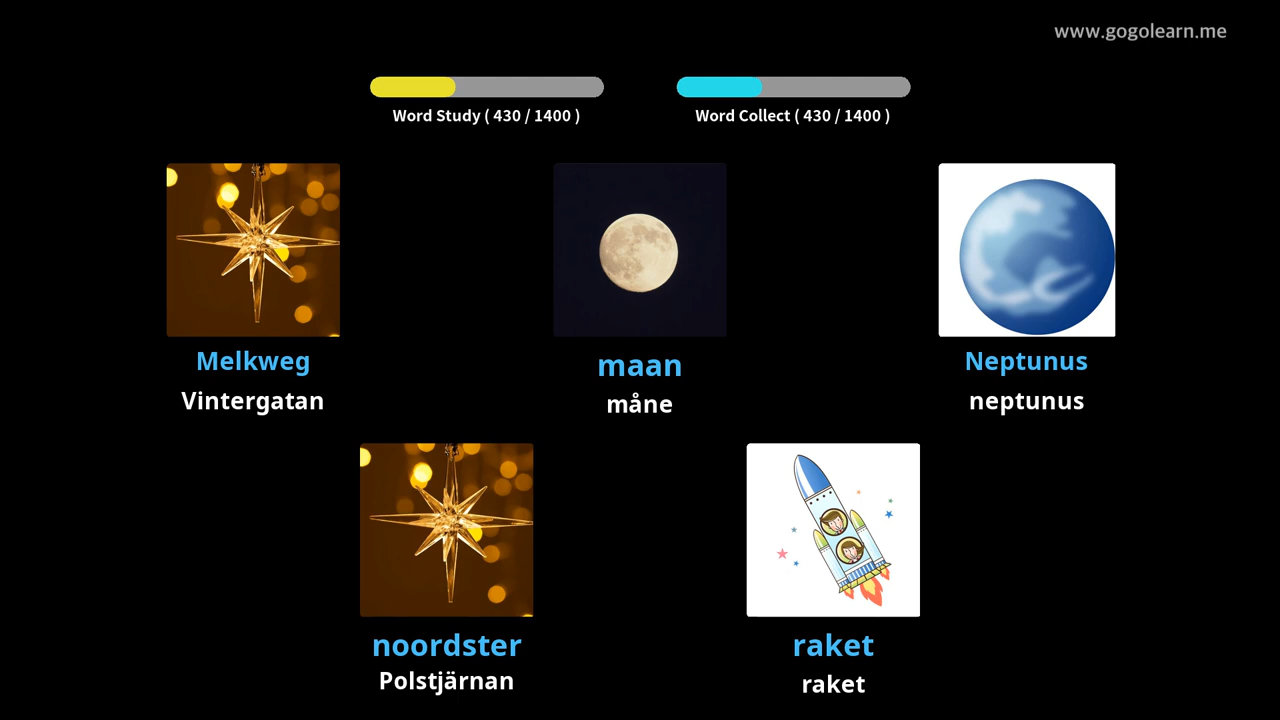 www.gogolearn.me
Word Study ( 430 / 1400 )
Word Collect ( 430 / 1400 )
Melkweg
Vintergatan
maan
måne
Neptunus
neptunus
noordster
Polstjärnan
raket
raket